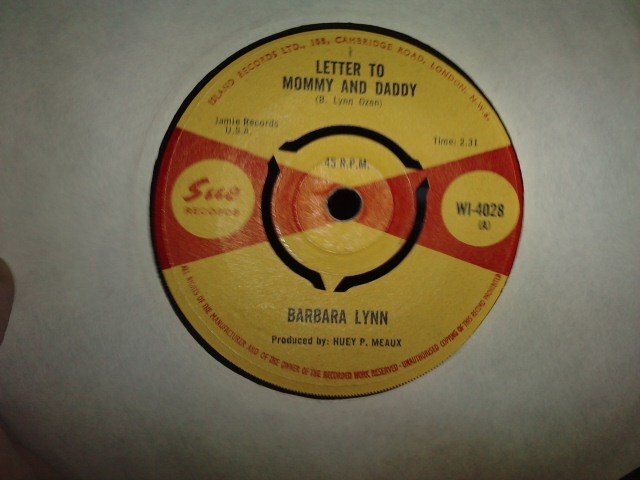 ISLAND RECORDS LTD., 108, CAMBRIDGE ROAD, LONDON, N.W.6.
LETTER TO
MOMMY AND DADDY
(B. Lynn Ozen)
Jamie Records
U.S.A.
Time: 2.31
45 R.P.M.
Sue
RECORDS
WI-4028
(A)
BARBARA LYNN
Produced by: HUEY P. MEAUX
ALL RIGHTS OF THE MANUFACTURER AND OF THE OWNER OF THE RECORDED WORK RESERVED - UNAUTHORISED COPYING OF THIS RECORD PROHIBITED